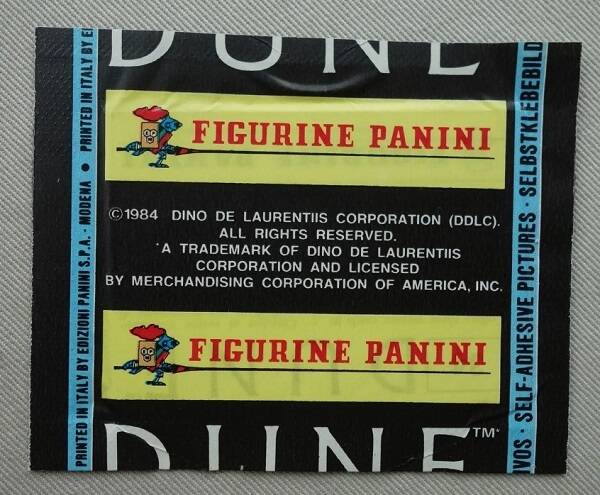 DUNE
FIGURINE PANINI
©1984 DINO DE LAURENTIIS CORPORATION (DDLC).
ALL RIGHTS RESERVED.
*A TRADEMARK OF DINO DE LAURENTIIS
CORPORATION AND LICENSED
BY MERCHANDISING CORPORATION OF AMERICA, INC.
FIGURINE PANINI
DUNE™*
PRINTED IN ITALY BY EDIZIONI PANINI S.P.A. - MODENA • PRINTED IN ITALY BY E
IVOS · SELF-ADHESIVE PICTURES · SELBSTKLEBEBILD